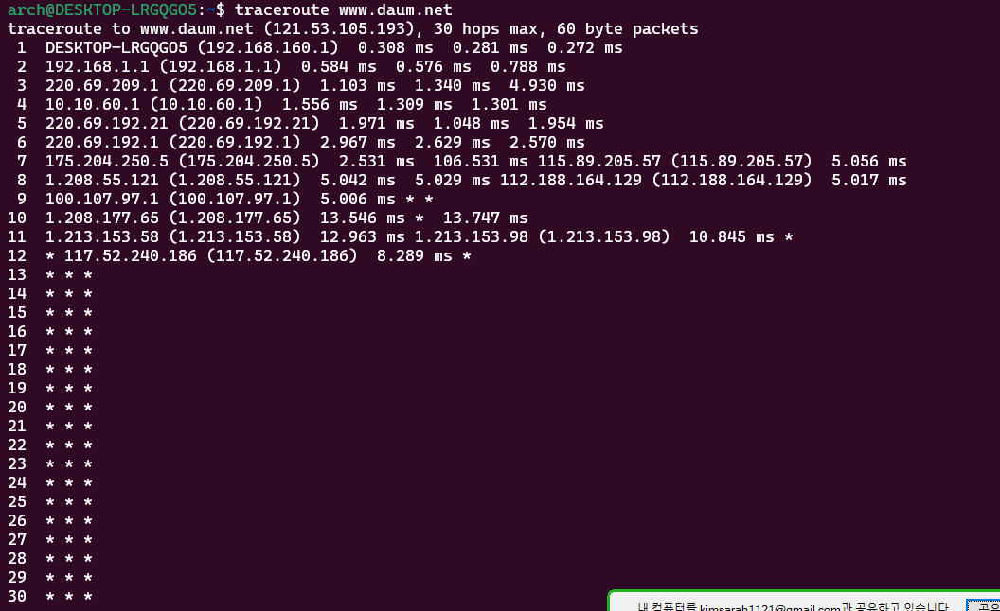 arch@DESKTOP-LRGQGO5:~$ traceroute www.daum.net
traceroute to www.daum.net (121.53.105.193), 30 hops max, 60 byte packets
 1  DESKTOP-LRGQGO5 (192.168.160.1)  0.308 ms  0.281 ms  0.272 ms
 2  192.168.1.1 (192.168.1.1)  0.584 ms  0.576 ms  0.788 ms
 3  220.69.209.1 (220.69.209.1)  1.103 ms  1.340 ms  4.930 ms
 4  10.10.60.1 (10.10.60.1)  1.556 ms  1.309 ms  1.301 ms
 5  220.69.192.21 (220.69.192.21)  1.971 ms  1.048 ms  1.954 ms
 6  220.69.192.1 (220.69.192.1)  2.967 ms  2.629 ms  2.570 ms
 7  175.204.250.5 (175.204.250.5)  2.531 ms  106.531 ms 115.89.205.57 (115.89.205.57)  5.056 ms
 8  1.208.55.121 (1.208.55.121)  5.042 ms  5.029 ms 112.188.164.129 (112.188.164.129)  5.017 ms
 9  100.107.97.1 (100.107.97.1)  5.006 ms * *
10  1.208.177.65 (1.208.177.65)  13.546 ms *  13.747 ms
11  1.213.153.58 (1.213.153.58)  12.963 ms 1.213.153.98 (1.213.153.98)  10.845 ms *
12  * 117.52.240.186 (117.52.240.186)  8.289 ms *
13  * * *
14  * * *
15  * * *
16  * * *
17  * * *
18  * * *
19  * * *
20  * * *
21  * * *
22  * * *
23  * * *
24  * * *
25  * * *
26  * * *
27  * * *
28  * * *
29  * * *
30  * * *
내 컴퓨터를 kimsarah1121@gmail.com과 공유하고 있습니다